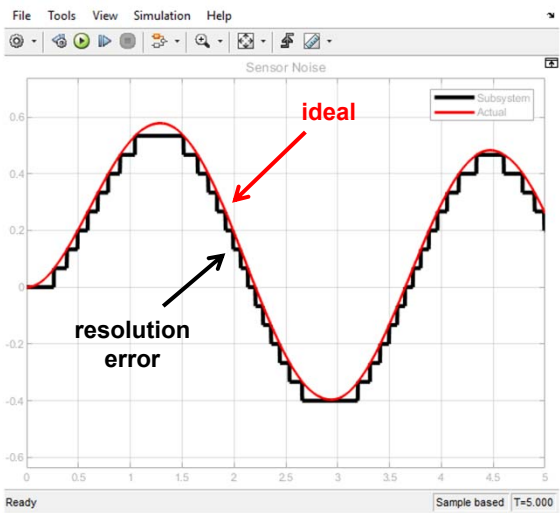 File Tools View Simulation Help
Sensor Noise
Subsystem
Actual
ideal
resolution
error
0.6
0.4
0.2
0
-0.2
-0.4
-0.6
0 0.5 1 1.5 2 2.5 3 3.5 4 4.5 5
Ready Sample based T=5.000